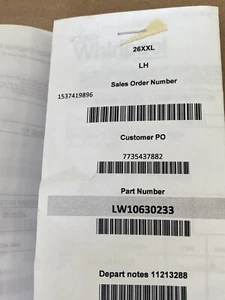 26XXL
LH
Sales Order Number
1537419896
Customer PO
7735437882
Part Number
LW10630233
Depart notes 11213288